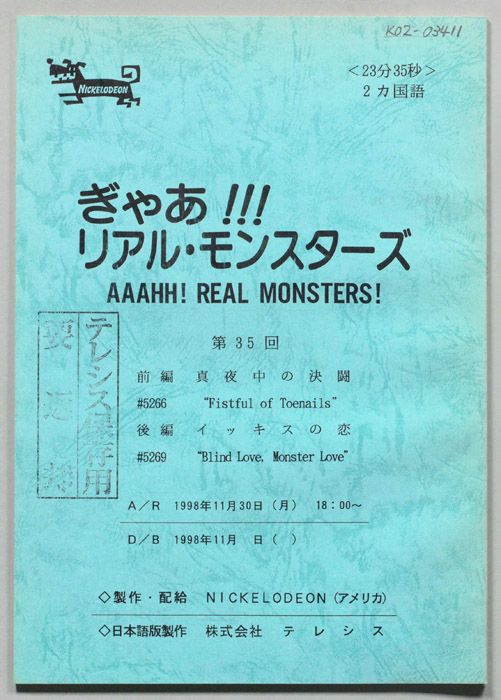 K02-03411
NICKELODEON
<23分35秒>
2カ国語
ぎゃあ!!!
リアル・モンスターズ
AAAHH! REAL MONSTERS!
第35回
前編 真夜中の決闘
#5266 "Fistful of Toenails"
後編 イッキスの恋
#5269 "Blind Love, Monster Love"
A/R 1998年11月30日(月) 18:00~
D/B 1998年11月 日( )
テレシス保存用
要返
◇製作・配給 NICKELODEON(アメリカ)
◇日本語版製作 株式会社 テレシス